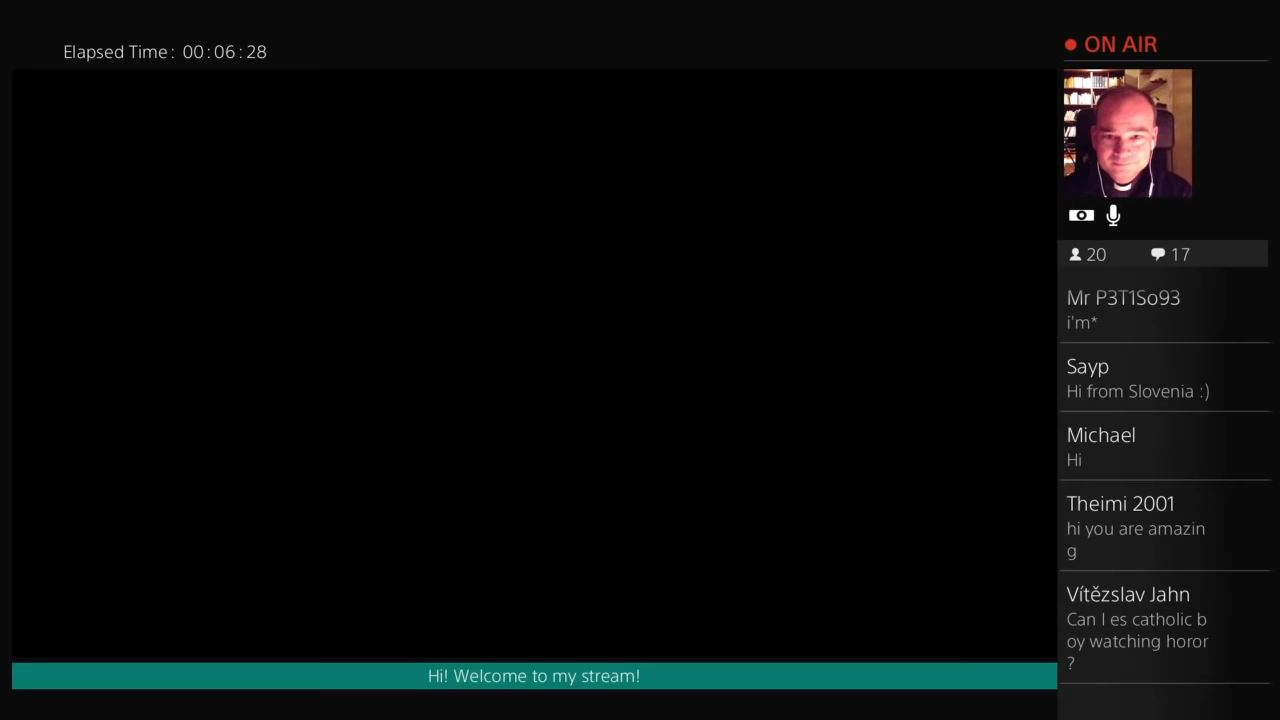 Elapsed Time: 00:06:28
ON AIR
20 17
Mr P3T1So93
i'm*
Sayp
Hi from Slovenia :)
Michael
Hi
Theimi 2001
hi you are amazin
g
Vítězslav Jahn
Can I es catholic b
oy watching horor
?
Hi! Welcome to my stream!